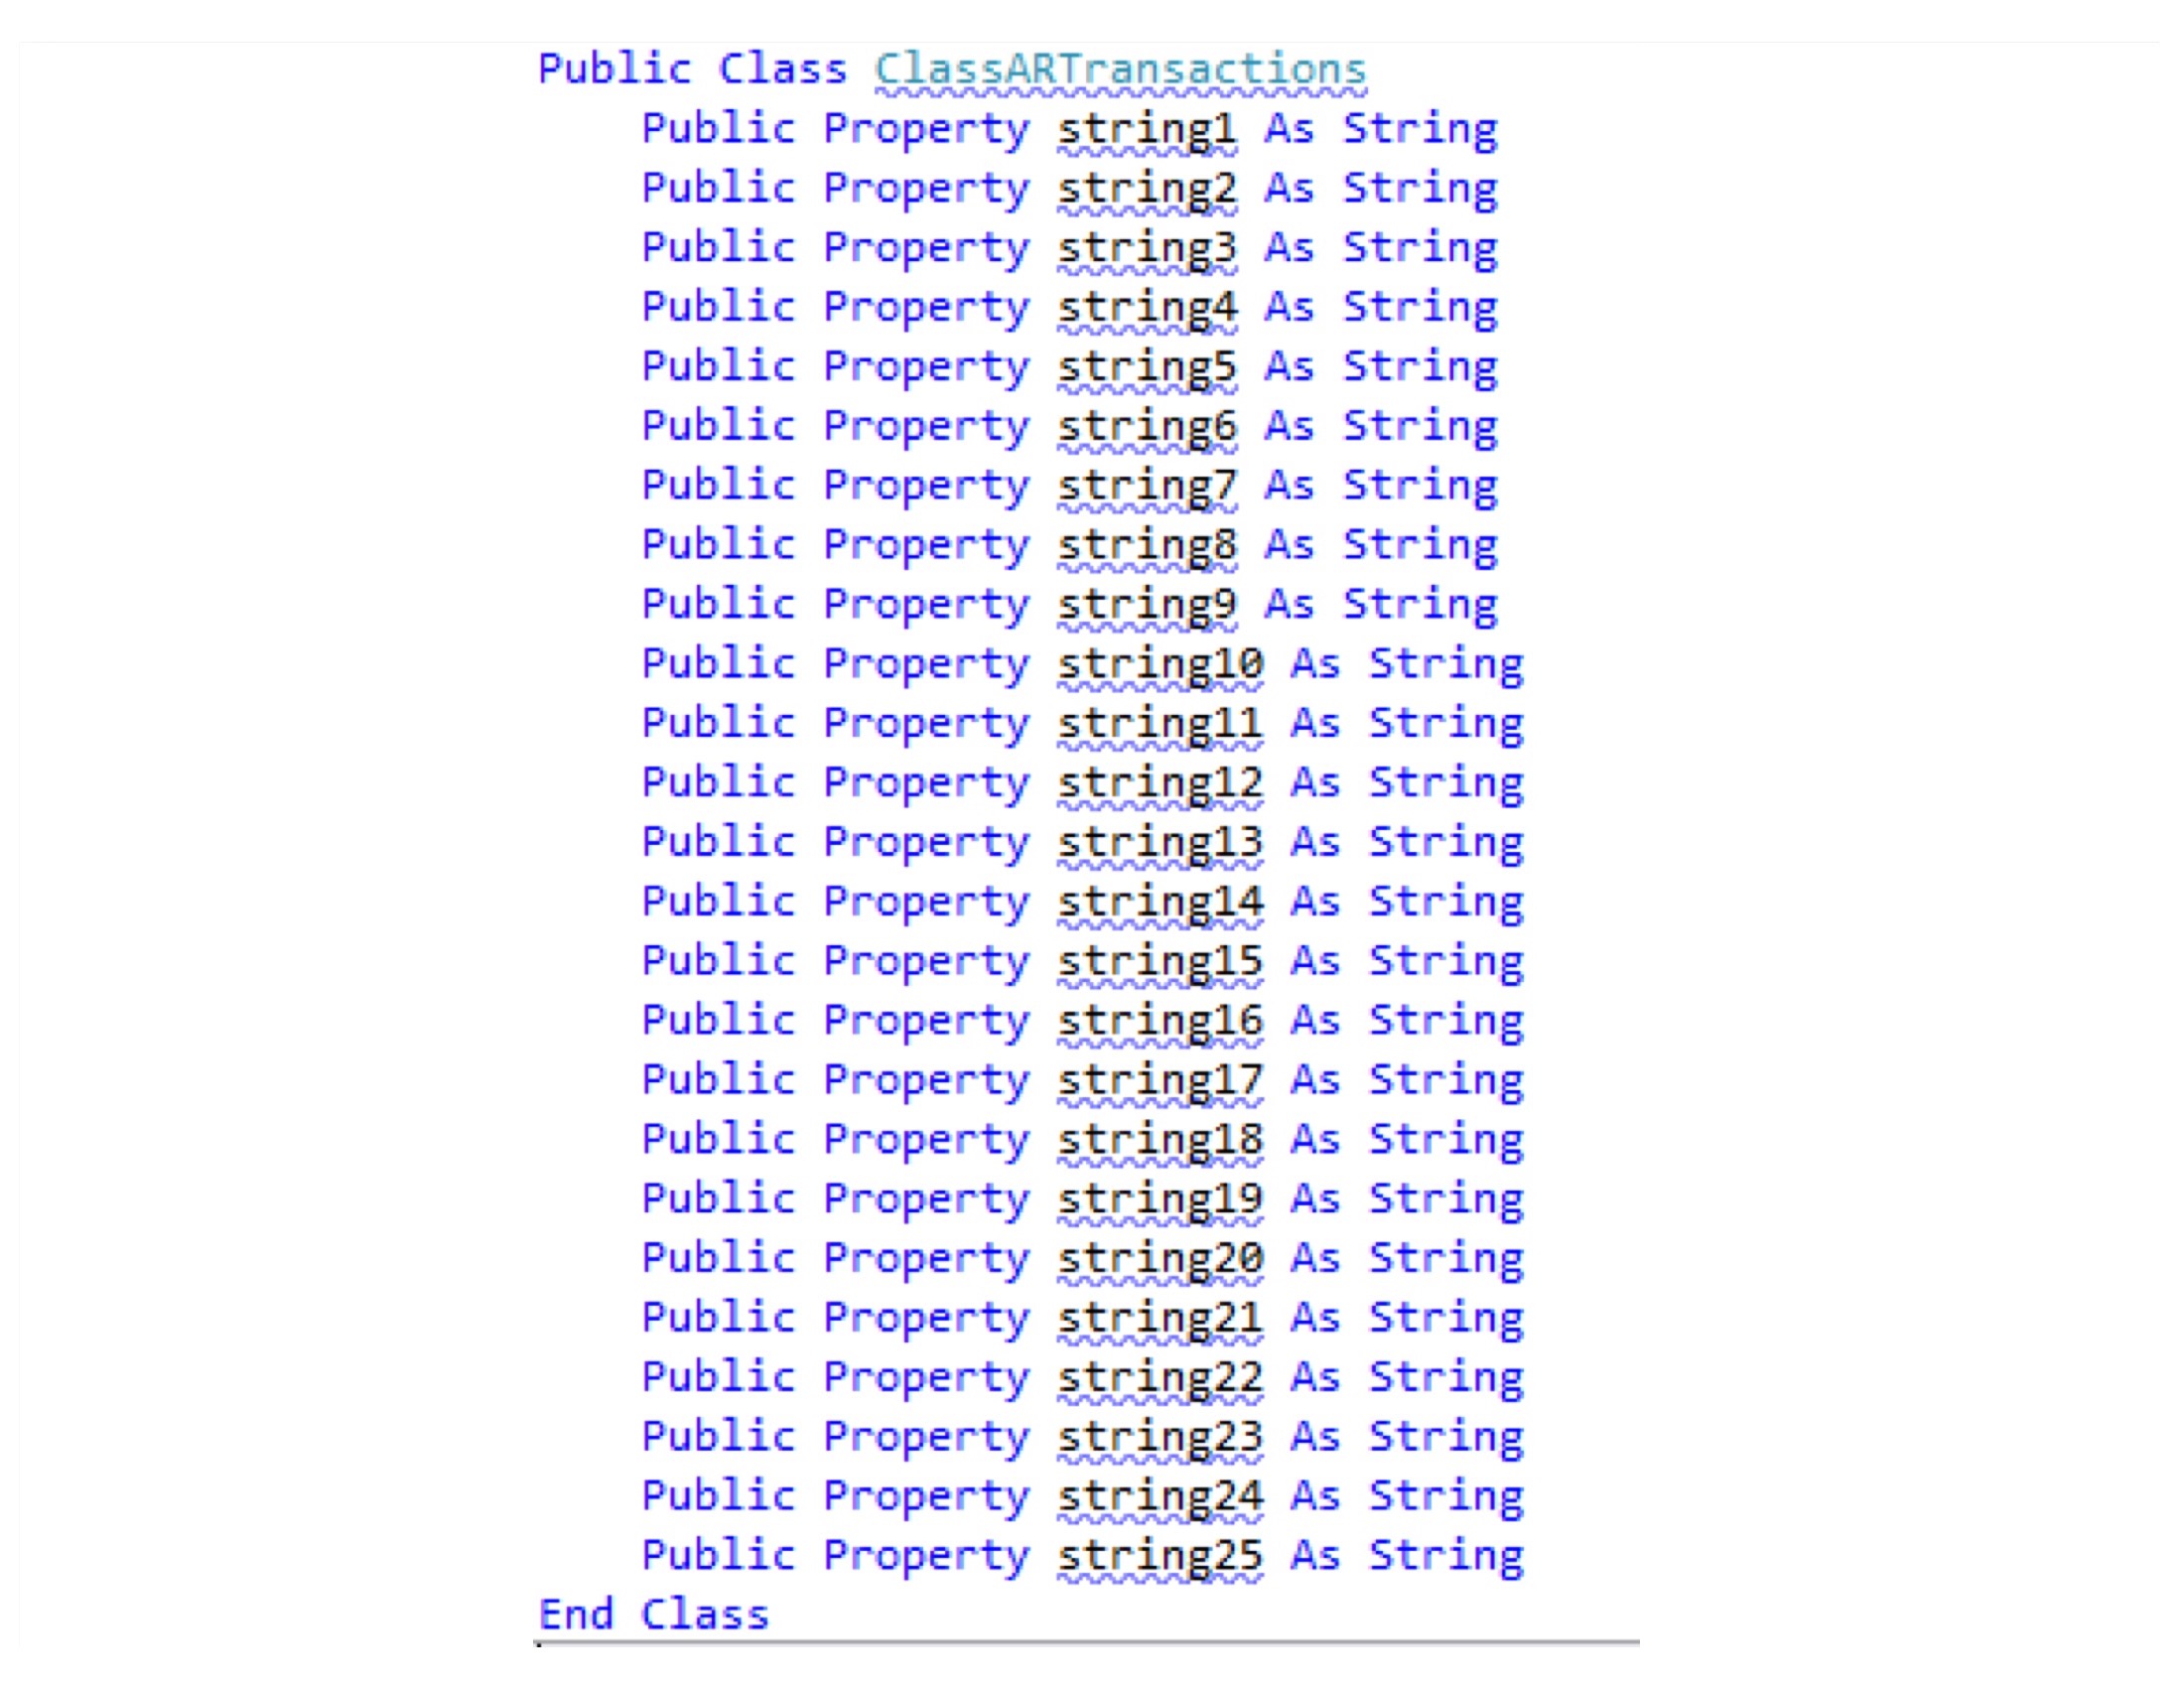 Public Class ClassARTransactions
Public Property string1 As String
Public Property string2 As String
Public Property string3 As String
Public Property string4 As String
Public Property string5 As String
Public Property string6 As String
Public Property string7 As String
Public Property string8 As String
Public Property string9 As String
Public Property string10 As String
Public Property string11 As String
Public Property string12 As String
Public Property string13 As String
Public Property string14 As String
Public Property string15 As String
Public Property string16 As String
Public Property string17 As String
Public Property string18 As String
Public Property string19 As String
Public Property string20 As String
Public Property string21 As String
Public Property string22 As String
Public Property string23 As String
Public Property string24 As String
Public Property string25 As String
End Class